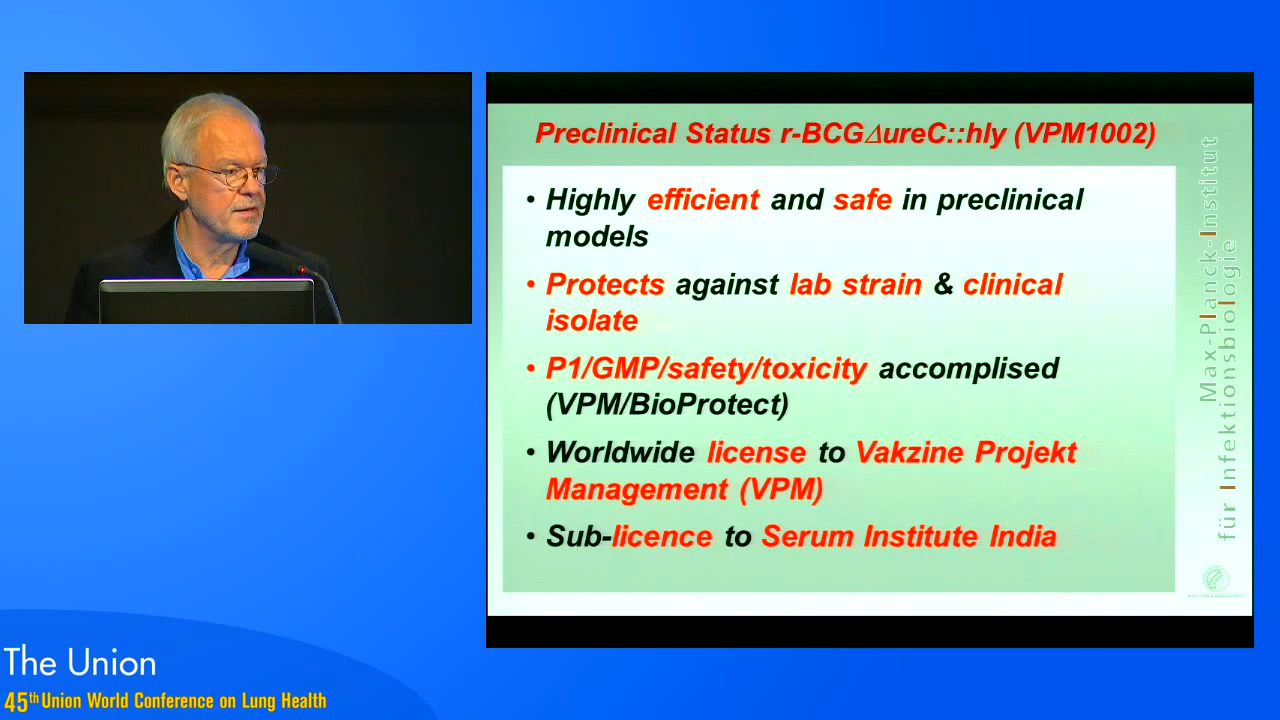 Preclinical Status r-BCGΔureC::hly (VPM1002)
• Highly efficient and safe in preclinical
models
• Protects against lab strain & clinical
isolate
• P1/GMP/safety/toxicity accomplised
(VPM/BioProtect)
• Worldwide license to Vakzine Projekt
Management (VPM)
• Sub-licence to Serum Institute India
Max-Planck-Institut
für Infektionsbiologie
The Union
45th Union World Conference on Lung Health